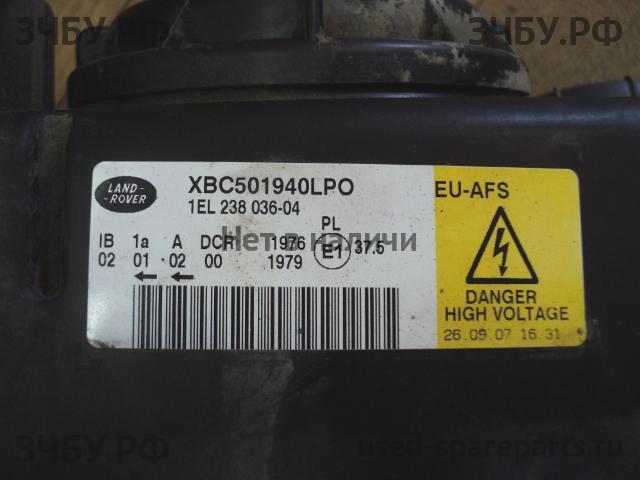 ЗЧБУ.РФ
ЗЧБУ.РФ
LAND-
ROVER
XBC501940LPO
1EL 238 036-04
EU-AFS
PL
IB 1a A DCR 1976 E1 37.5
02 01 02 00 1979
Нет в наличи
DANGER
HIGH VOLTAGE
26.09.07 16.31
ЗЧБУ.РФ
used-spareparts.ru